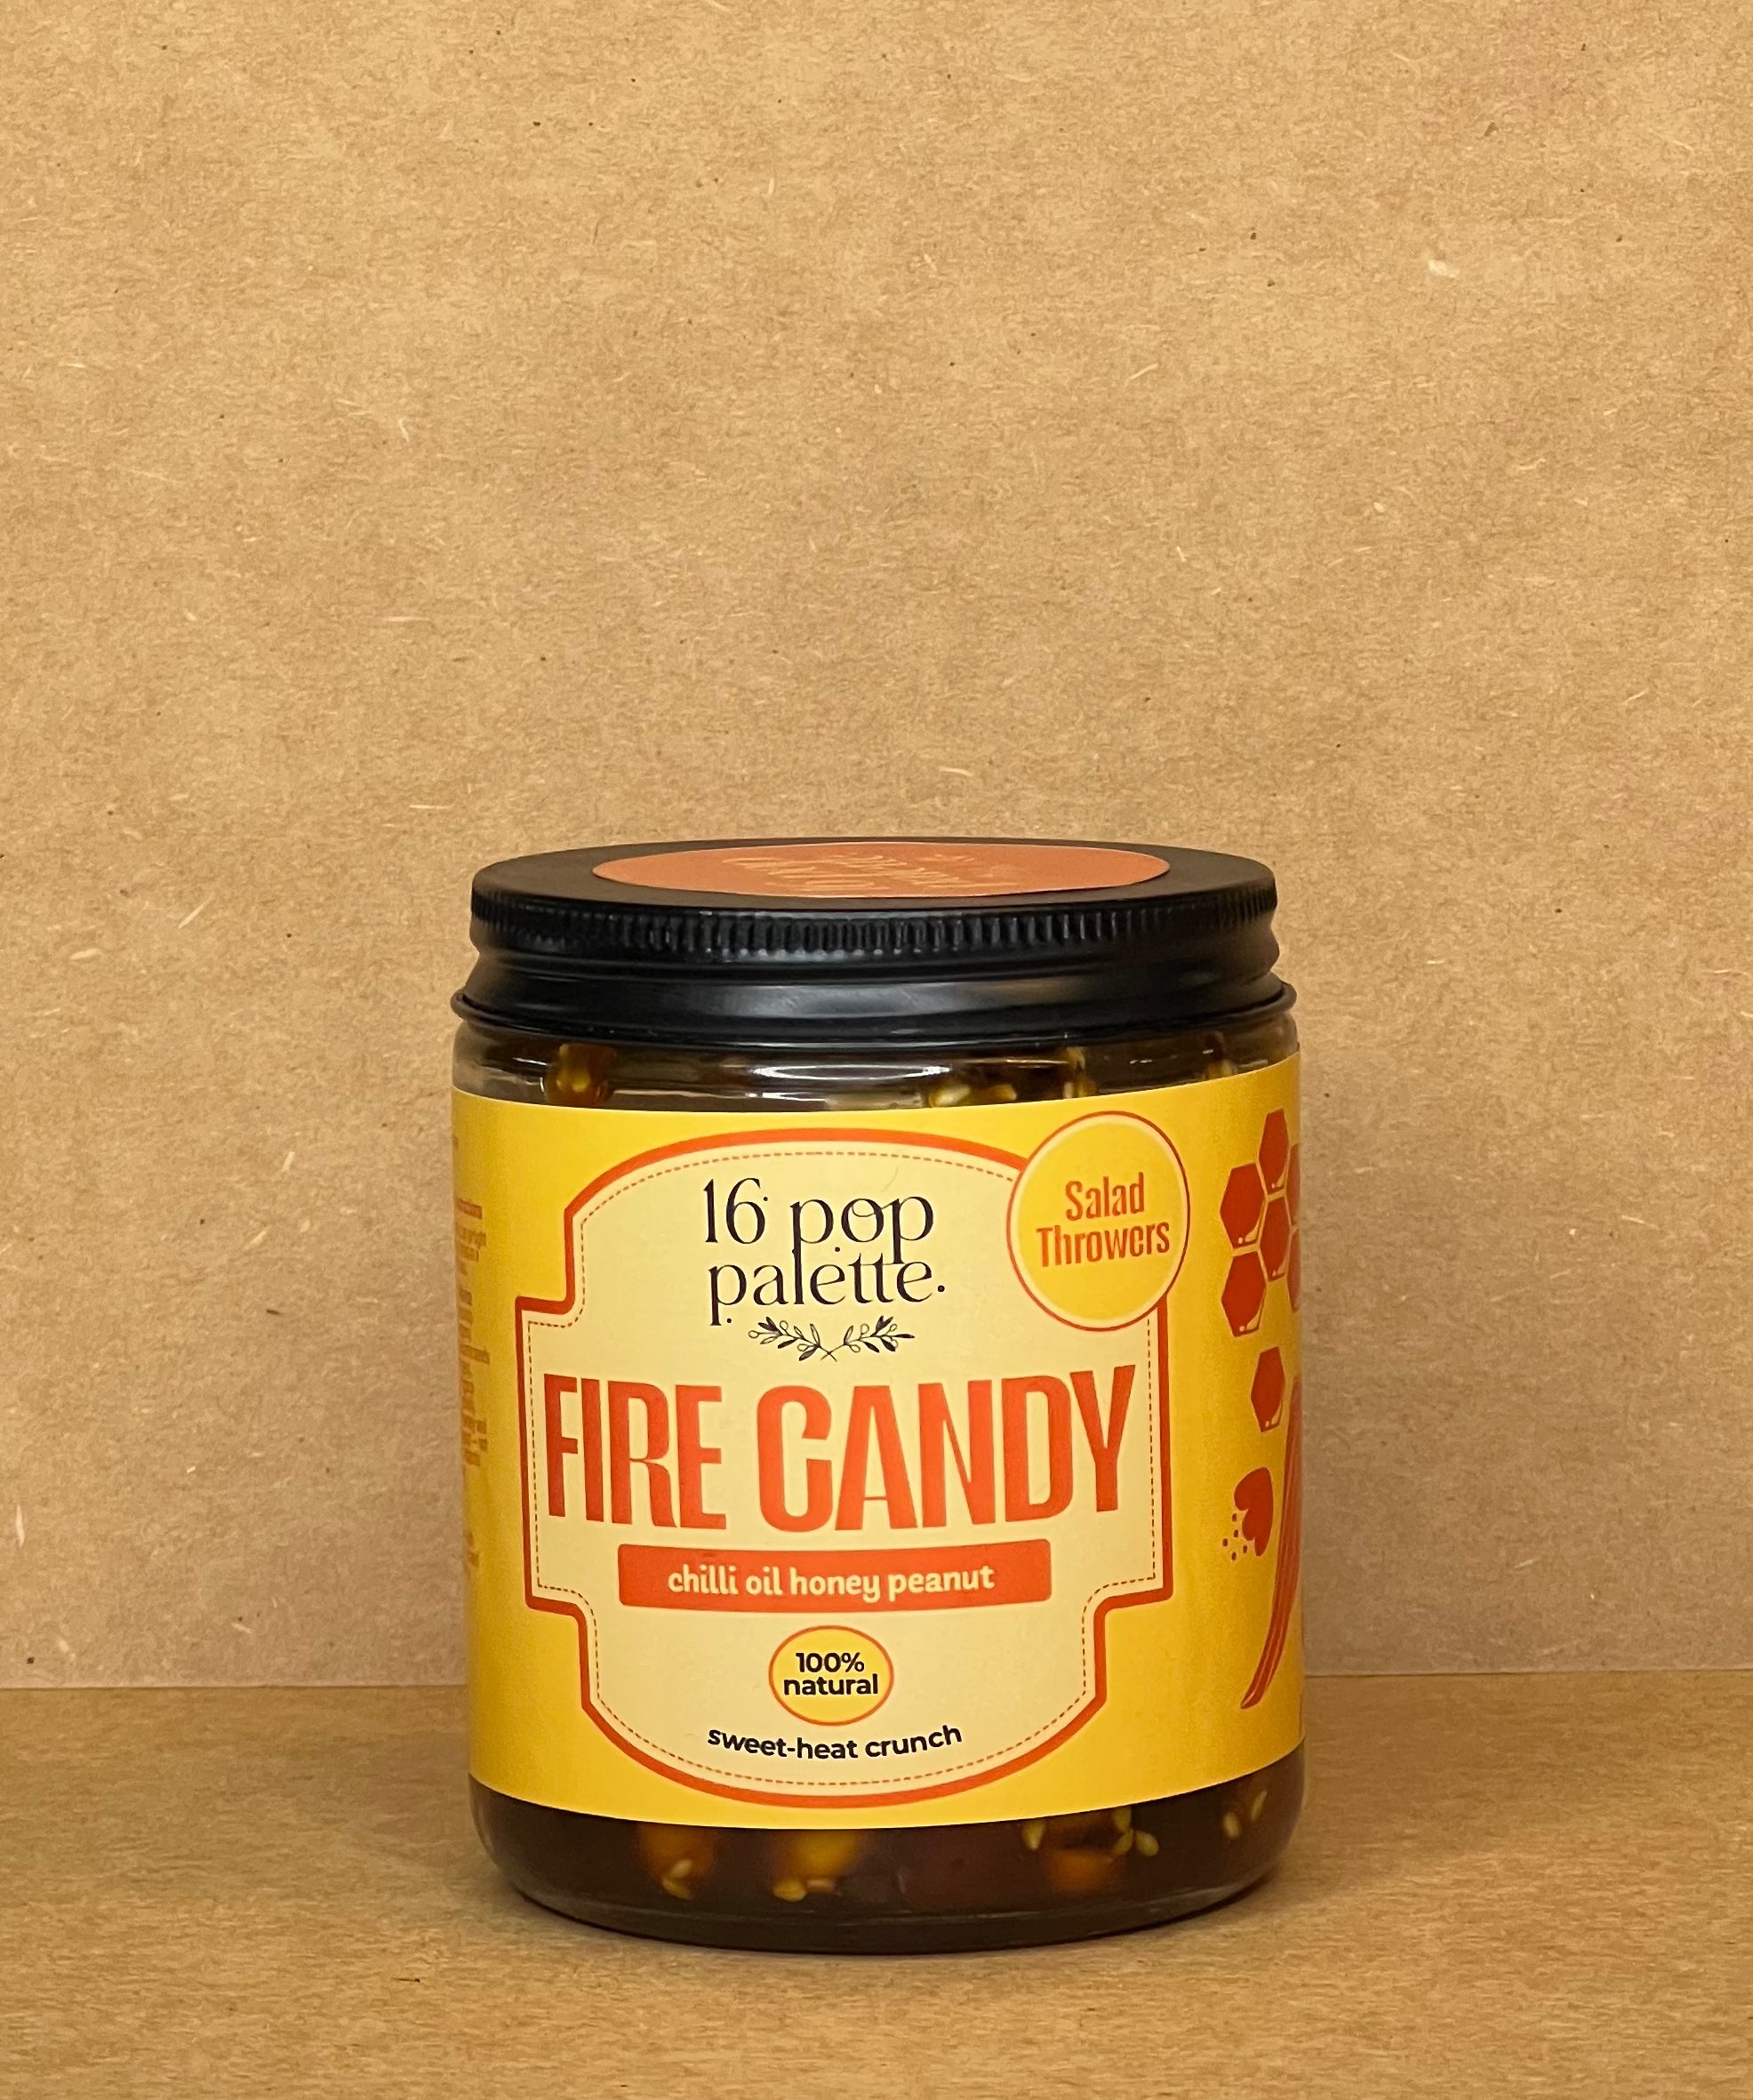 16 pop
palette.
Salad
Throwers
FIRE CANDY
chilli oil honey peanut
100%
natural
sweet-heat crunch